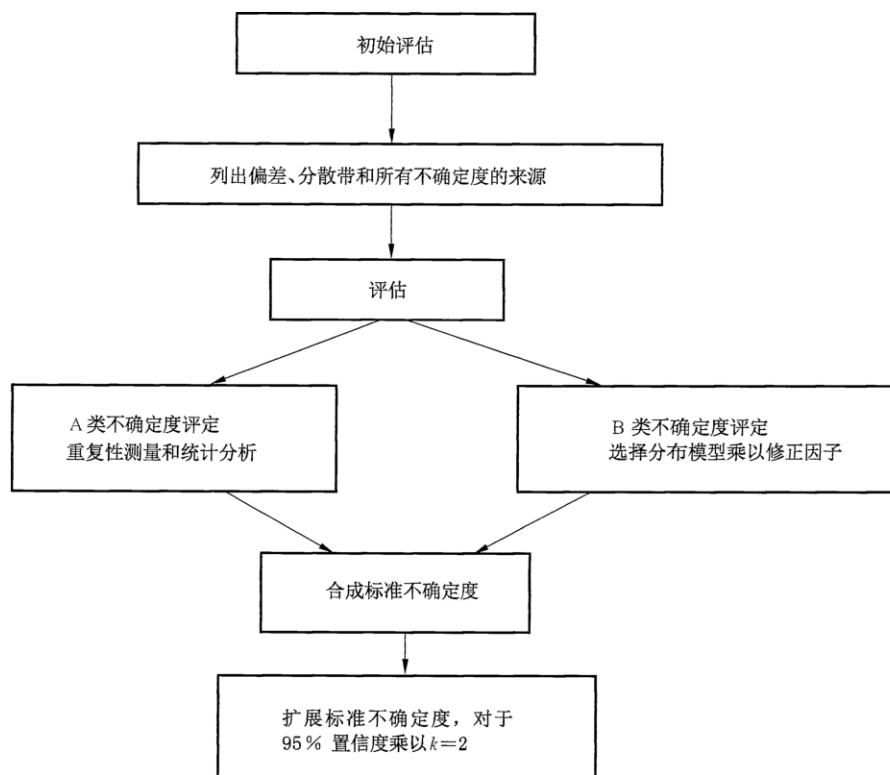 初始评估
列出偏差、分散带和所有不确定度的来源
评估
A类不确定度评定
重复性测量和统计分析
B 类不确定度评定
选择分布模型乘以修正因子
合成标准不确定度
扩展标准不确定度，对于
95% 置信度乘以k=2